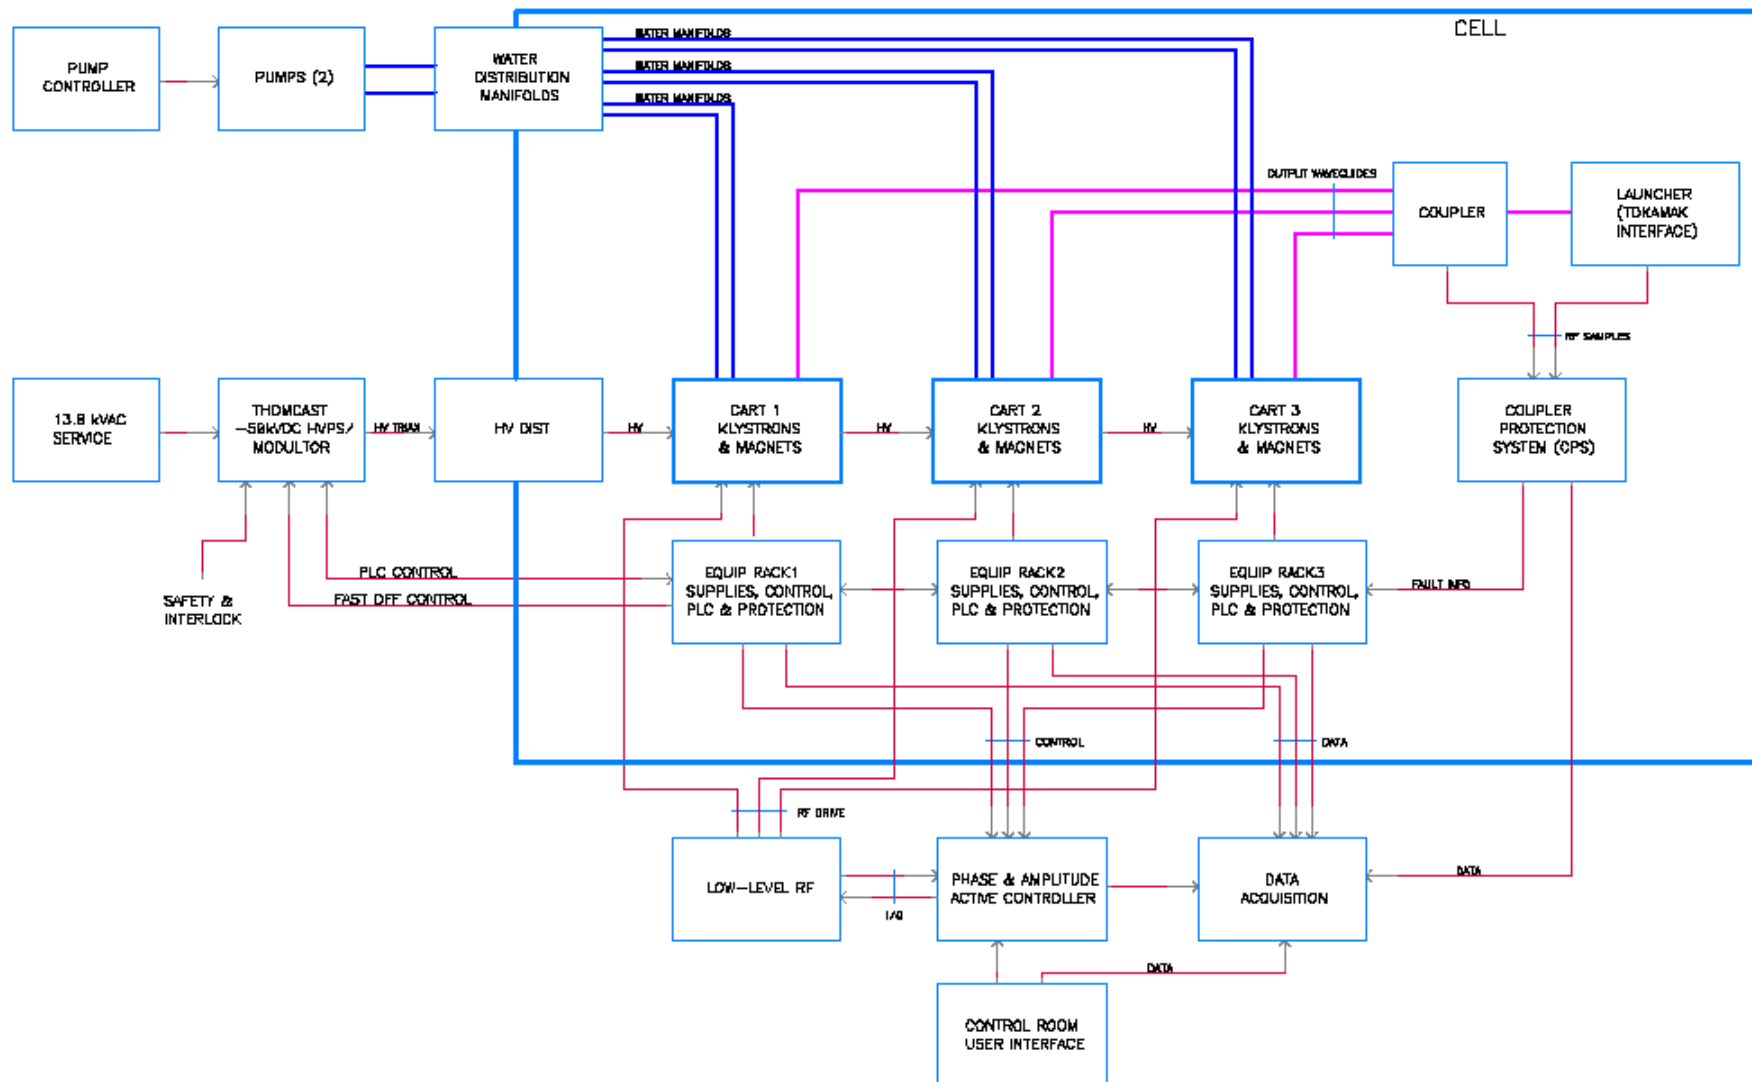 CELL
PUMP
CONTROLLER
PUMPS (2)
WATER
DISTRIBUTION
MANIFOLDS
WATER MANIFOLDS
WATER MANIFOLDS
WATER MANIFOLDS
OUTPUT WAVEGUIDES
COUPLER
LAUNCHER
(TOKAMAK
INTERFACE)
RF SAMPLES
13.8 kVAC
SERVICE
THOMCAST
-50kVDC HVPS/
MODULTOR
HV TRIAX
HV DIST
HV
CART 1
KLYSTRONS
& MAGNETS
HV
CART 2
KLYSTRONS
& MAGNETS
HV
CART 3
KLYSTRONS
& MAGNETS
COUPLER
PROTECTION
SYSTEM (CPS)
SAFETY &
INTERLOCK
PLC CONTROL
FAST OFF CONTROL
EQUIP RACK1
SUPPLIES, CONTROL,
PLC & PROTECTION
EQUIP RACK2
SUPPLIES, CONTROL,
PLC & PROTECTION
EQUIP RACK3
SUPPLIES, CONTROL,
PLC & PROTECTION
FAULT INFO
CONTROL
DATA
RF DRIVE
LOW-LEVEL RF
I/Q
PHASE & AMPLITUDE
ACTIVE CONTROLLER
DATA
ACQUISITION
DATA
DATA
CONTROL ROOM
USER INTERFACE